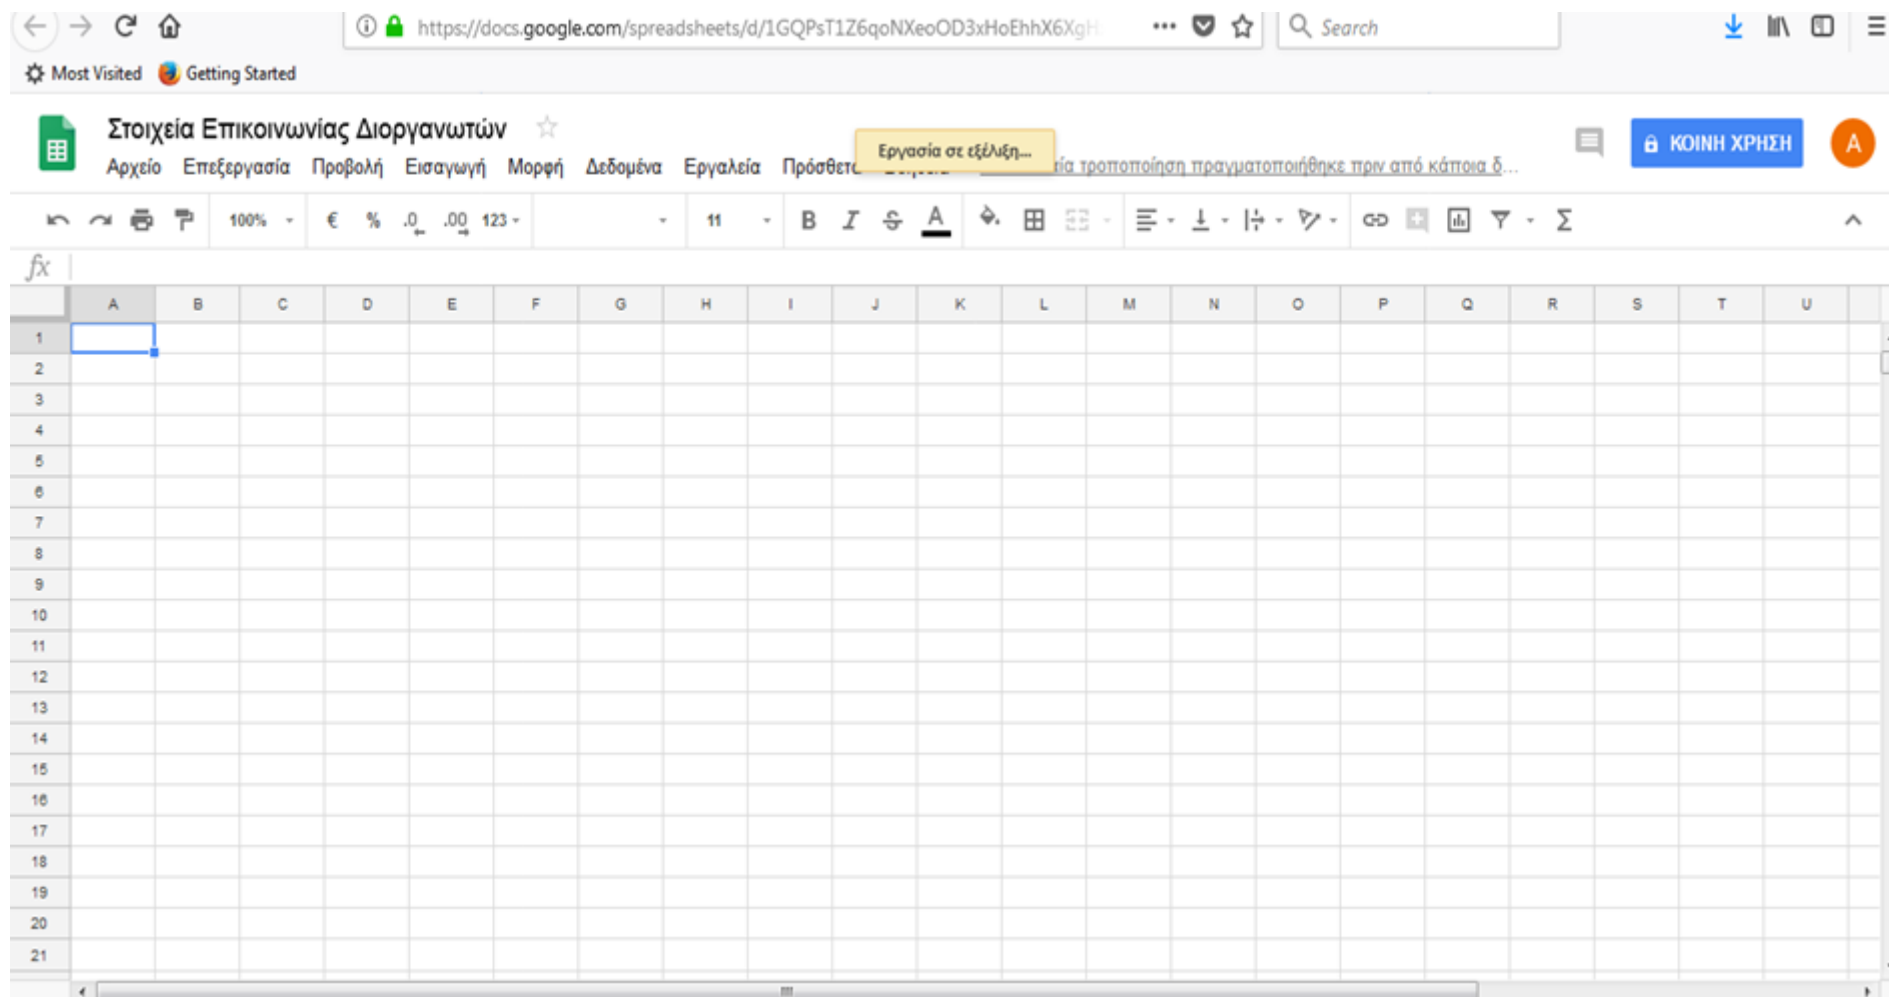 https://docs.google.com/spreadsheets/d/1GQPsT1Z6qoNXeoOD3xHoEhhX6XgH
Search
Most Visited Getting Started
Στοιχεία Επικοινωνίας Διοργανωτών
Αρχείο Επεξεργασία Προβολή Εισαγωγή Μορφή Δεδομένα Εργαλεία Πρόσθετα
Εργασία σε εξέλιξη...
τροποποίηση πραγματοποιήθηκε πριν από κάποια δ...
ΚΟΙΝΗ ΧΡΗΣΗ
A
100% € % .0 .00 123 11 B I S A Σ
fx
A B C D E F G H I J K L M N O P Q R S T U
1
2
3
4
5
6
7
8
9
10
11
12
13
14
15
16
17
18
19
20
21